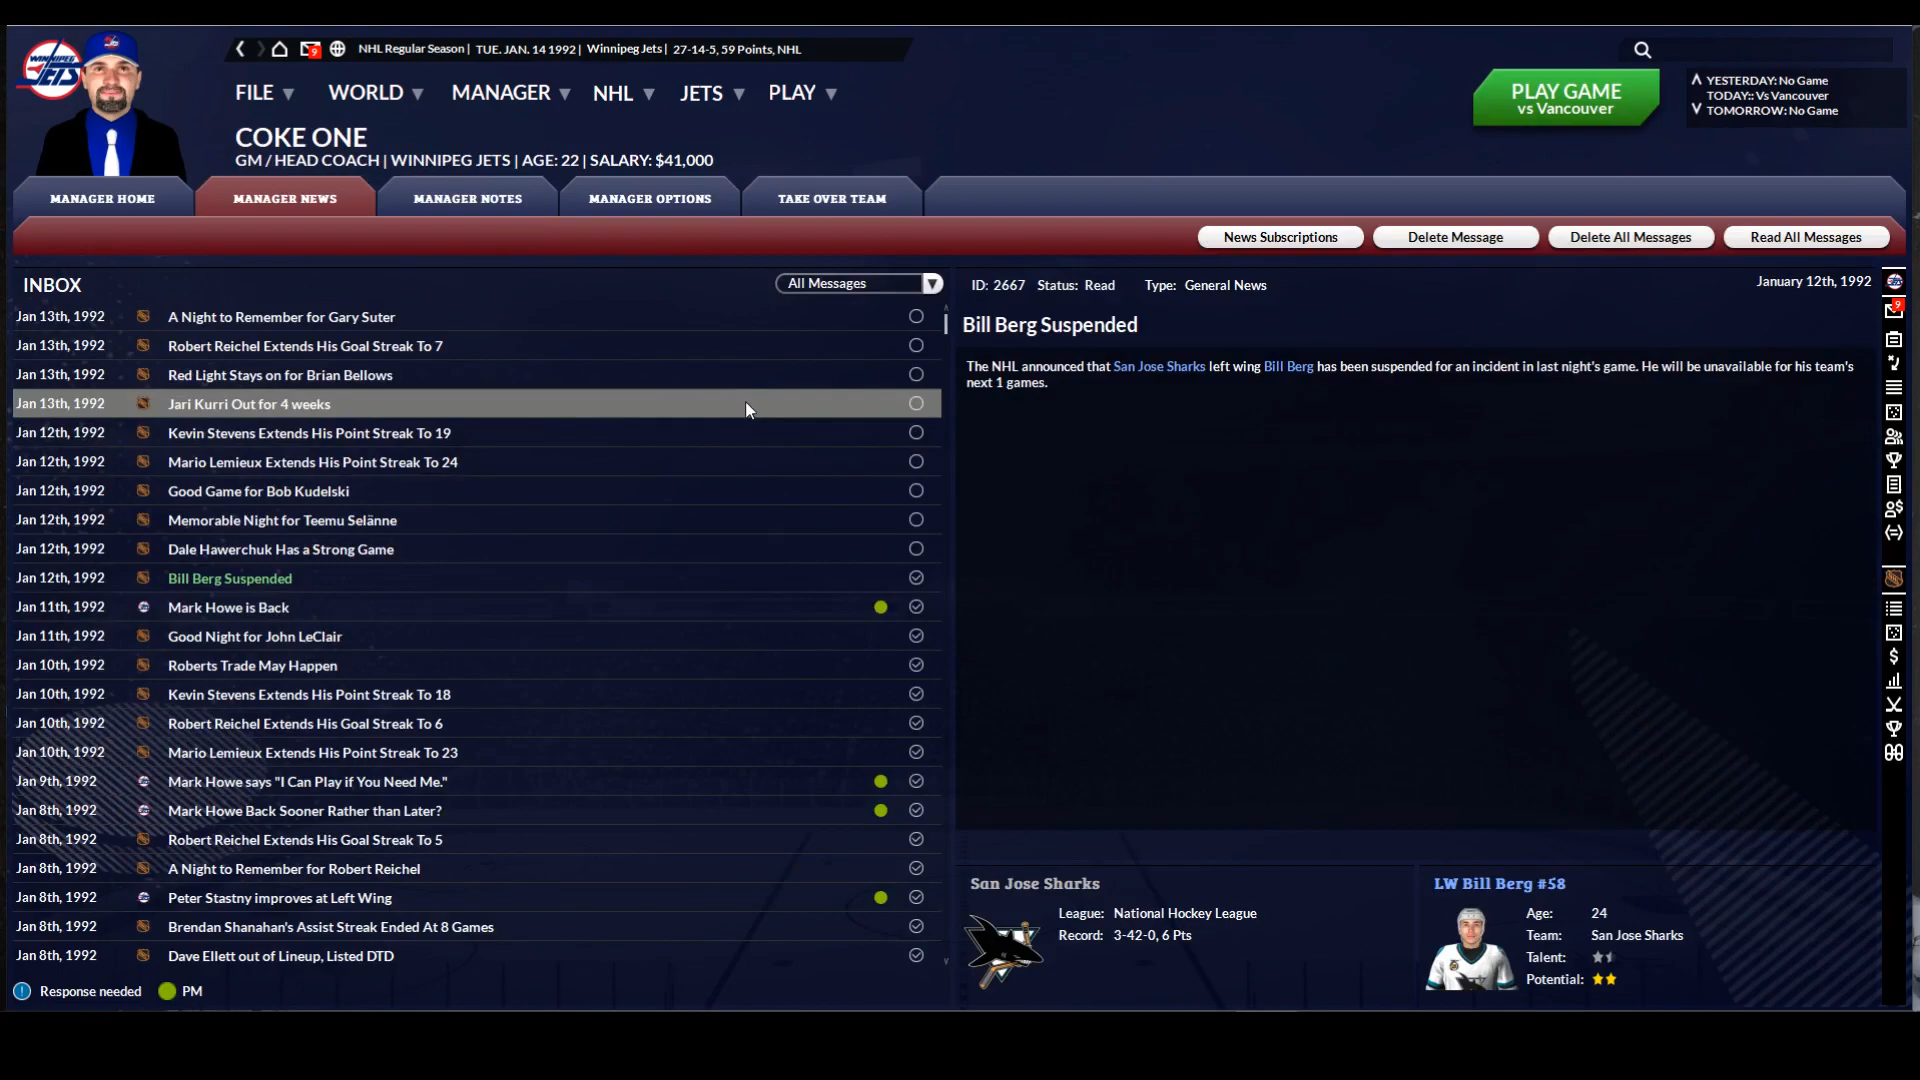 NHL Regular Season | TUE. JAN. 14 1992 | Winnipeg Jets | 27-14-5, 59 Points, NHL
9
FILE WORLD MANAGER NHL JETS PLAY
PLAY GAME
vs Vancouver
YESTERDAY: No Game
TODAY:: Vs Vancouver
TOMORROW: No Game
WINNIPEG
JETS
COKE ONE
GM / HEAD COACH | WINNIPEG JETS | AGE: 22 | SALARY: $41,000
MANAGER HOME MANAGER NEWS MANAGER NOTES MANAGER OPTIONS TAKE OVER TEAM
News Subscriptions Delete Message Delete All Messages Read All Messages
INBOX
All Messages
Jan 13th, 1992 A Night to Remember for Gary Suter
Jan 13th, 1992 Robert Reichel Extends His Goal Streak To 7
Jan 13th, 1992 Red Light Stays on for Brian Bellows
Jan 13th, 1992 Jari Kurri Out for 4 weeks
Jan 12th, 1992 Kevin Stevens Extends His Point Streak To 19
Jan 12th, 1992 Mario Lemieux Extends His Point Streak To 24
Jan 12th, 1992 Good Game for Bob Kudelski
Jan 12th, 1992 Memorable Night for Teemu Selänne
Jan 12th, 1992 Dale Hawerchuk Has a Strong Game
Jan 12th, 1992 Bill Berg Suspended
Jan 11th, 1992 Mark Howe is Back
Jan 11th, 1992 Good Night for John LeClair
Jan 10th, 1992 Roberts Trade May Happen
Jan 10th, 1992 Kevin Stevens Extends His Point Streak To 18
Jan 10th, 1992 Robert Reichel Extends His Goal Streak To 6
Jan 10th, 1992 Mario Lemieux Extends His Point Streak To 23
Jan 9th, 1992 Mark Howe says "I Can Play if You Need Me."
Jan 8th, 1992 Mark Howe Back Sooner Rather than Later?
Jan 8th, 1992 Robert Reichel Extends His Goal Streak To 5
Jan 8th, 1992 A Night to Remember for Robert Reichel
Jan 8th, 1992 Peter Stastny improves at Left Wing
Jan 8th, 1992 Brendan Shanahan's Assist Streak Ended At 8 Games
Jan 8th, 1992 Dave Ellett out of Lineup, Listed DTD
Response needed PM
ID: 2667 Status: Read Type: General News
January 12th, 1992
Bill Berg Suspended
The NHL announced that San Jose Sharks left wing Bill Berg has been suspended for an incident in last night's game. He will be unavailable for his team's
next 1 games.
San Jose Sharks
League: National Hockey League
Record: 3-42-0, 6 Pts
LW Bill Berg #58
Age: 24
Team: San Jose Sharks
Talent:
Potential:
9